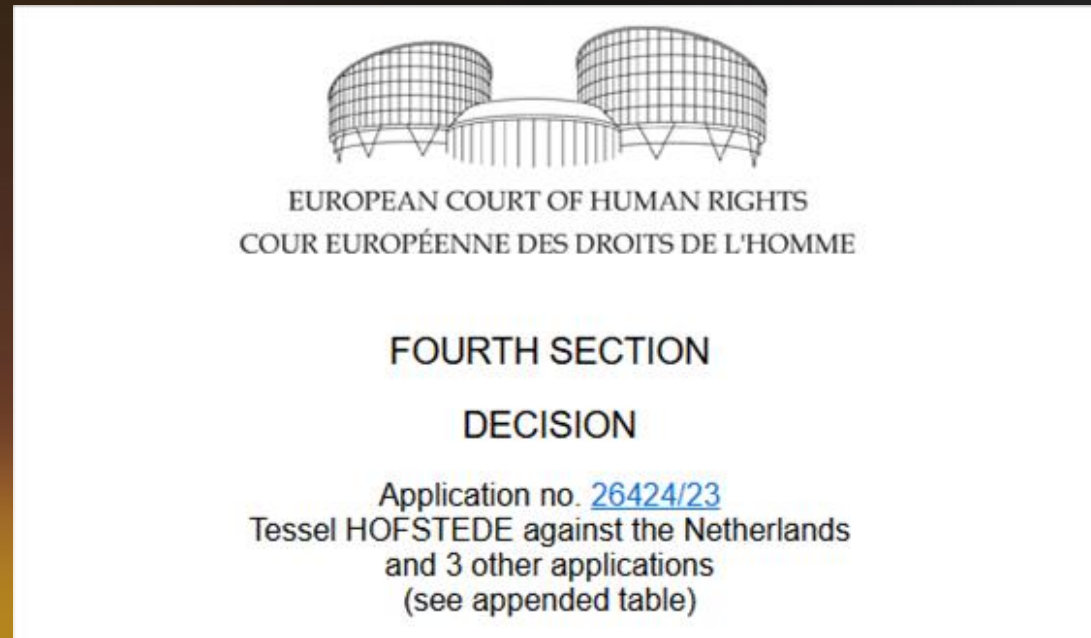 EUROPEAN COURT OF HUMAN RIGHTS
COUR EUROPÉENNE DES DROITS DE L'HOMME
FOURTH SECTION
DECISION
Application no. 26424/23
Tessel HOFSTEDE against the Netherlands
and 3 other applications
(see appended table)